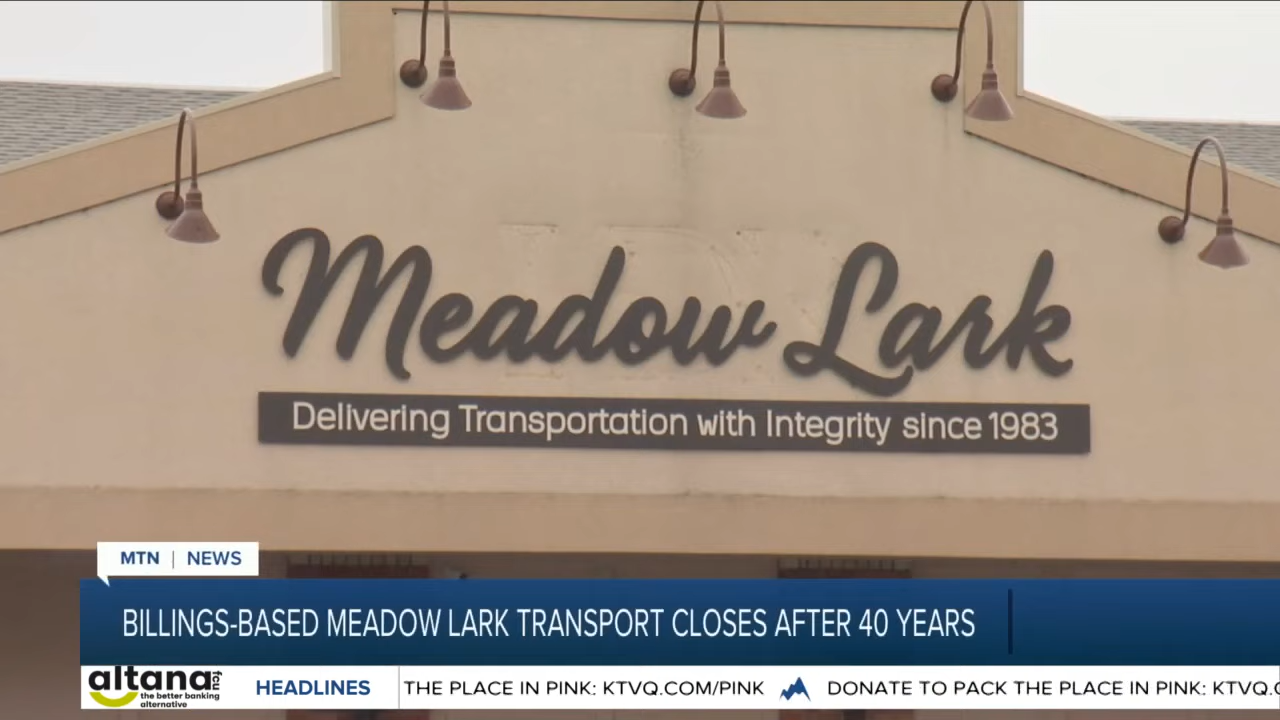 Meadow Lark
Delivering Transportation with Integrity since 1983
MTN | NEWS
BILLINGS-BASED MEADOW LARK TRANSPORT CLOSES AFTER 40 YEARS
altana fcu
the better banking
alternative
HEADLINES
THE PLACE IN PINK: KTVQ.COM/PINK
DONATE TO PACK THE PLACE IN PINK: KTVQ.C